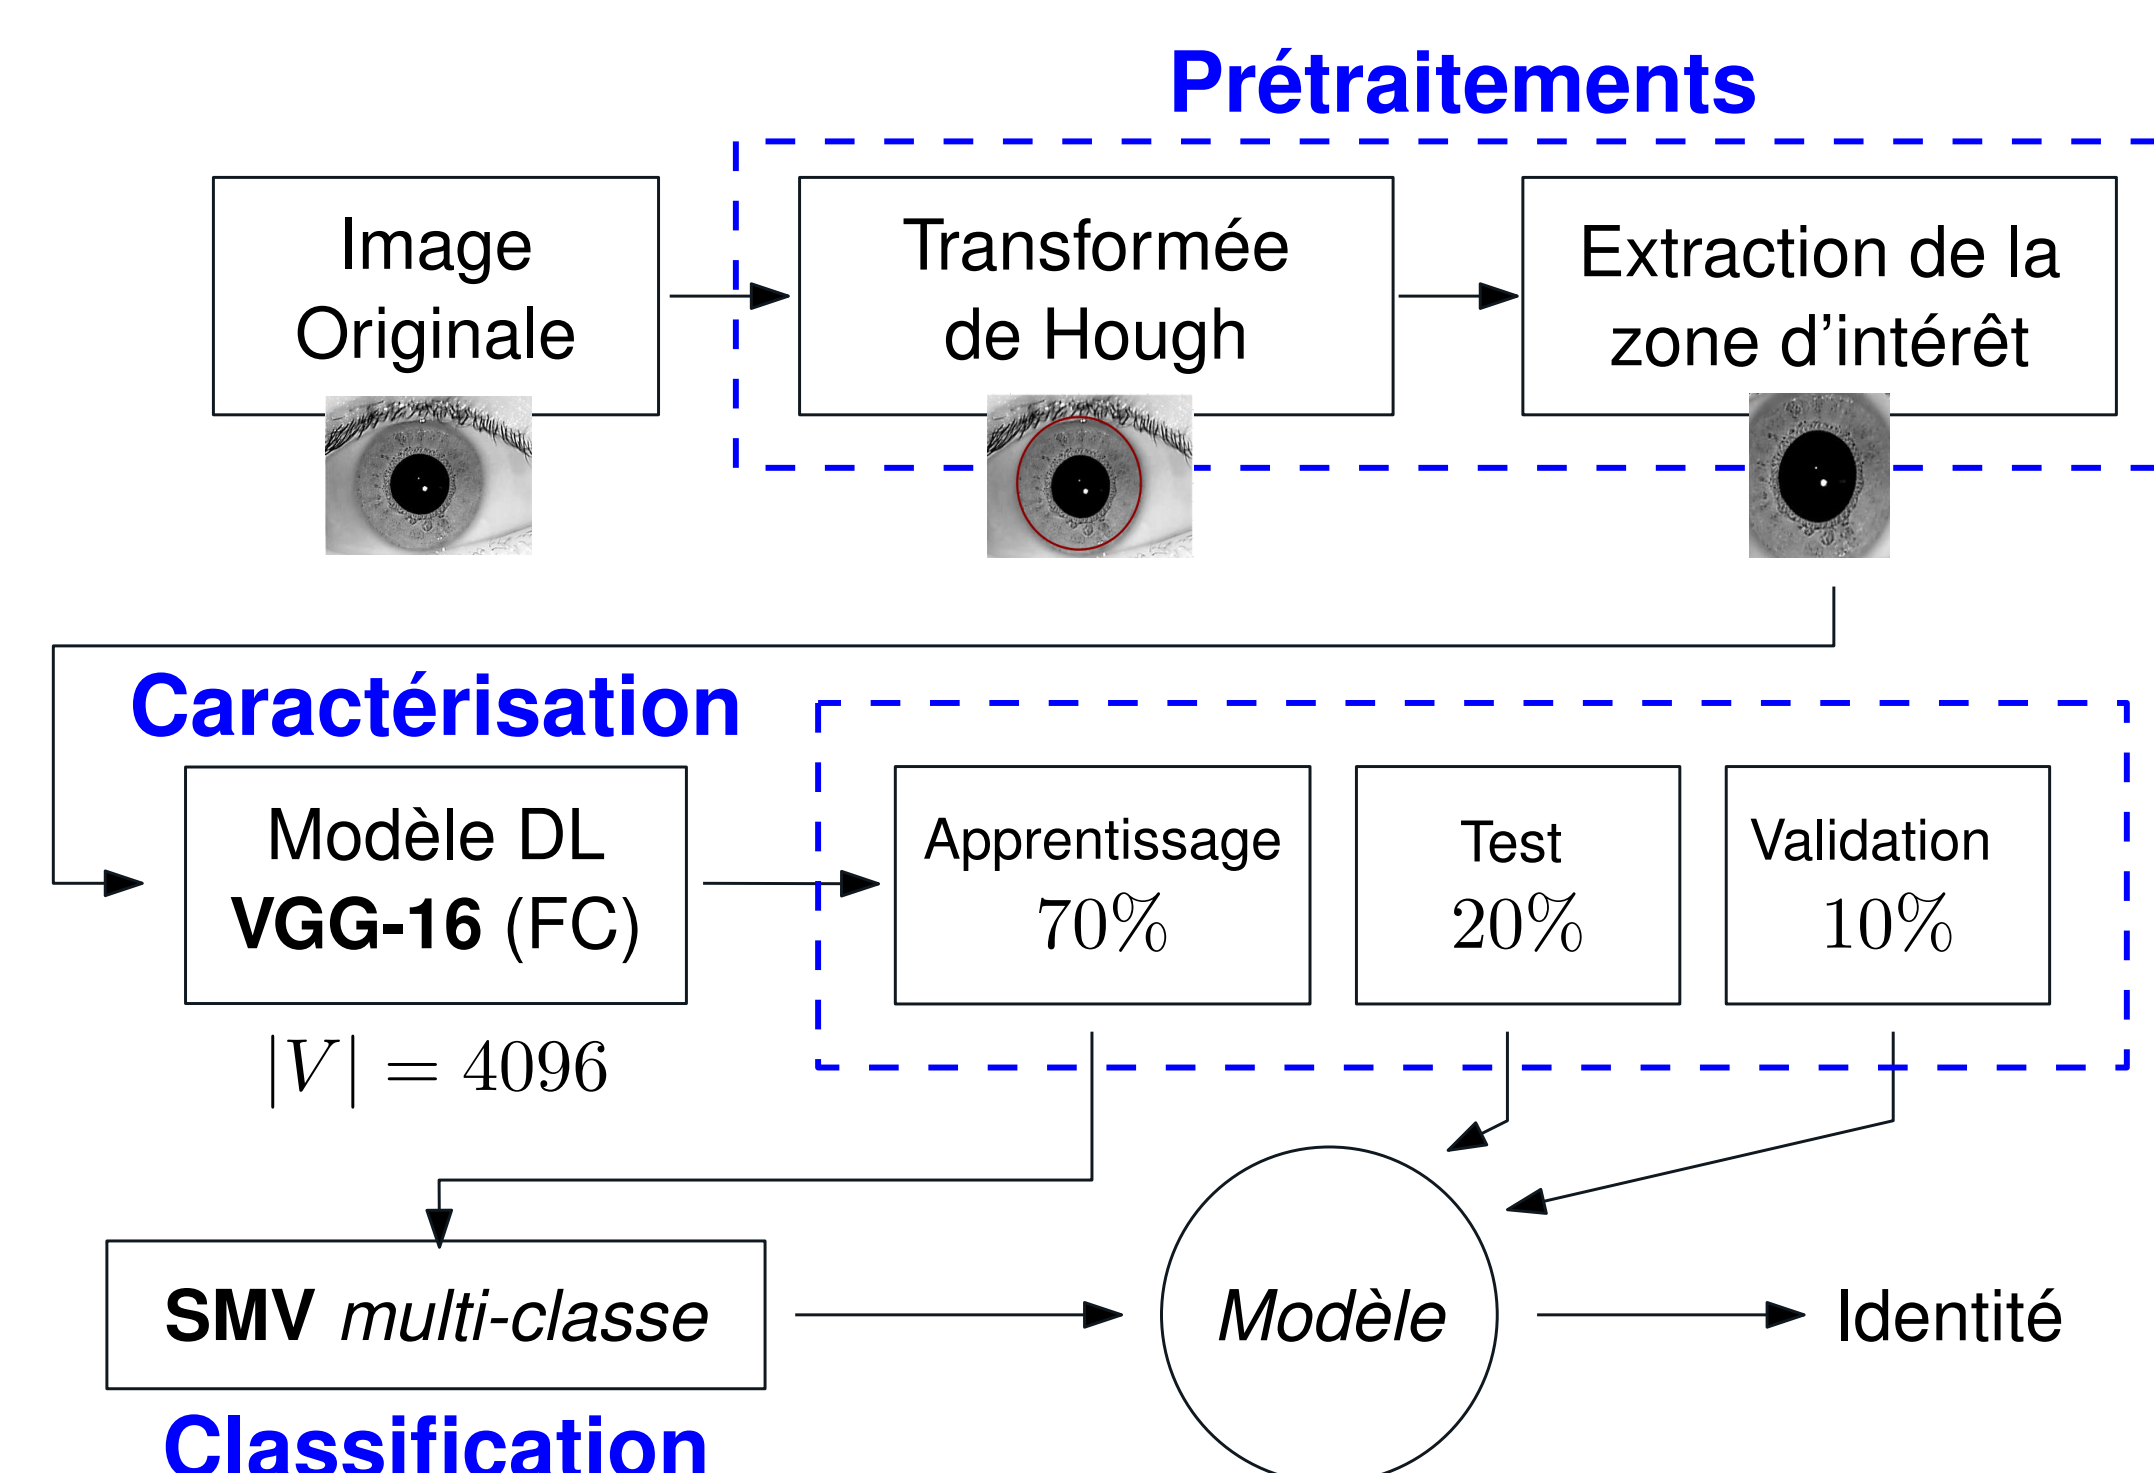 Prétraitements
Image
Originale
Transformée
de Hough
Extraction de la
zone d'intérêt
Caractérisation
Modèle DL
VGG-16 (FC)
|V| = 4096
Apprentissage
70%
Test
20%
Validation
10%
SMV multi-classe
Modèle
Identité
Classification